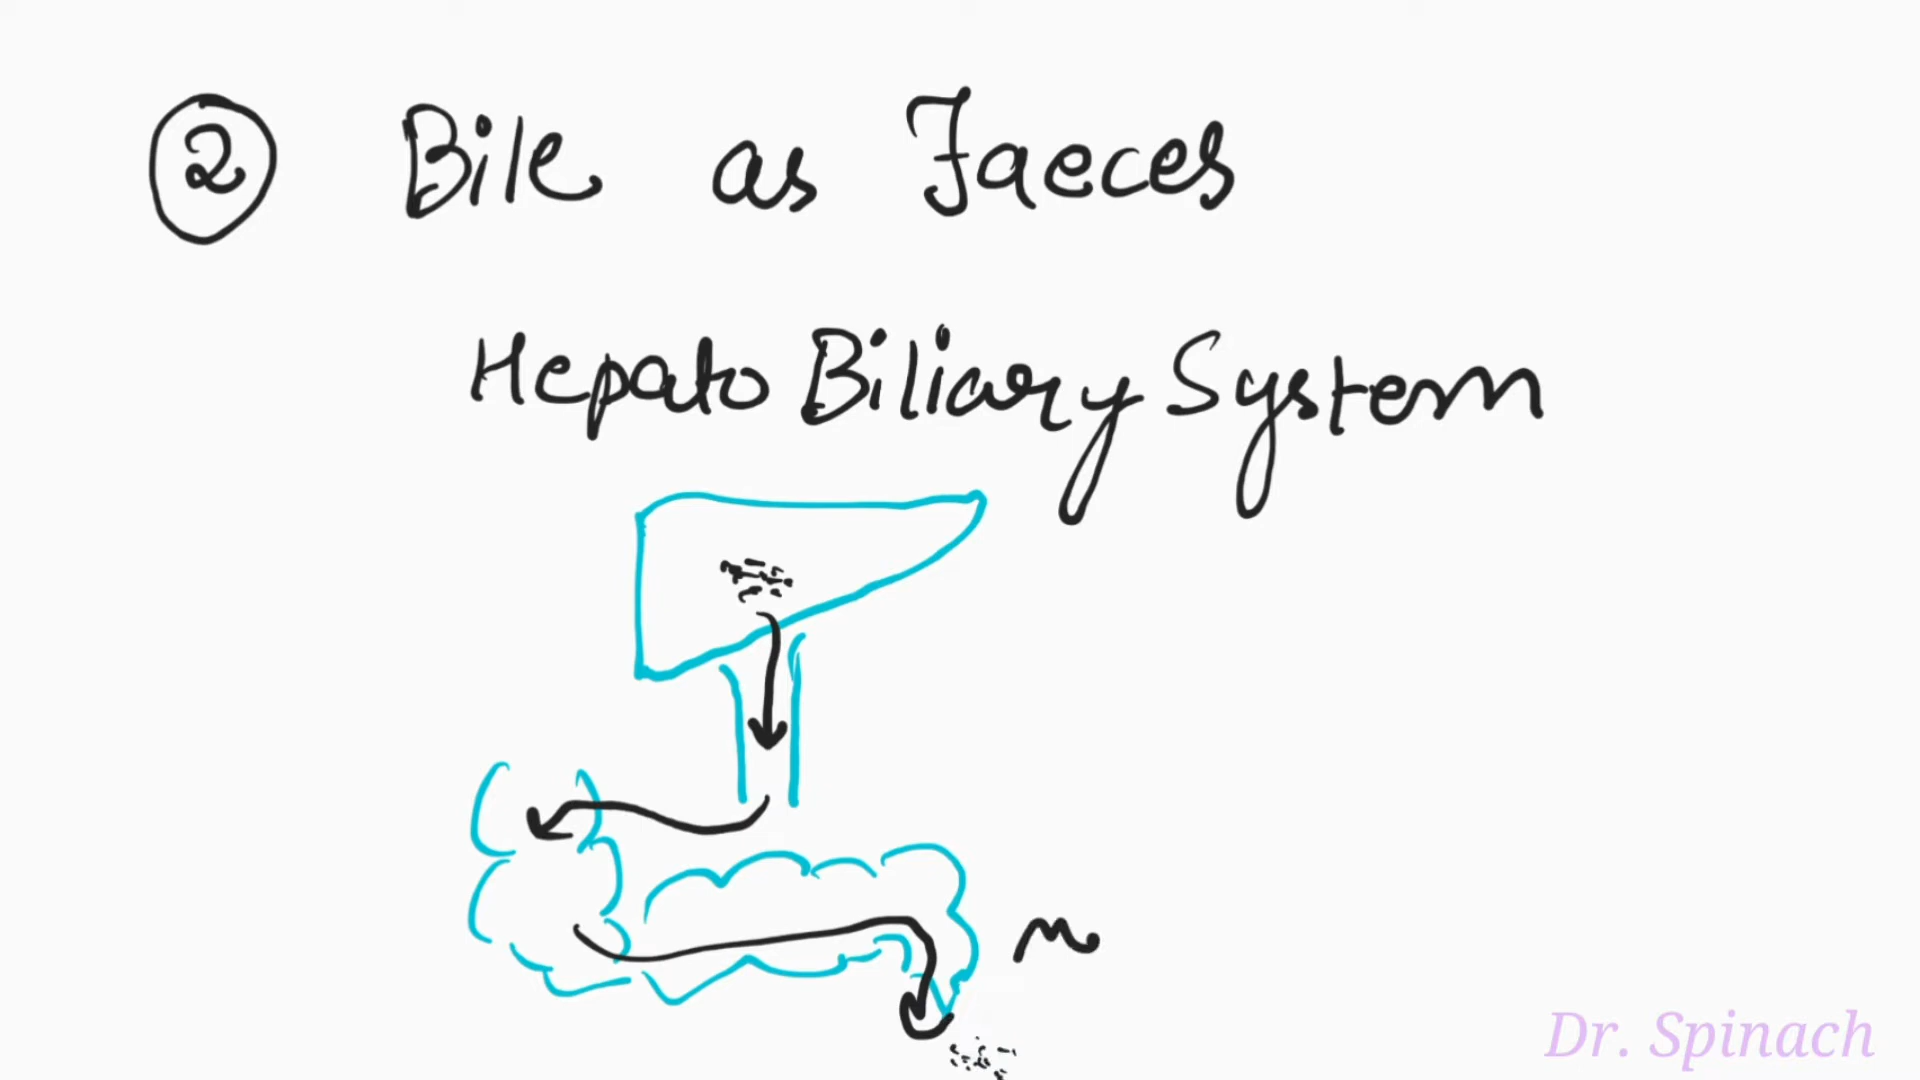 ② Bile as Faeces
Hepato Biliary System
Dr. Spinach